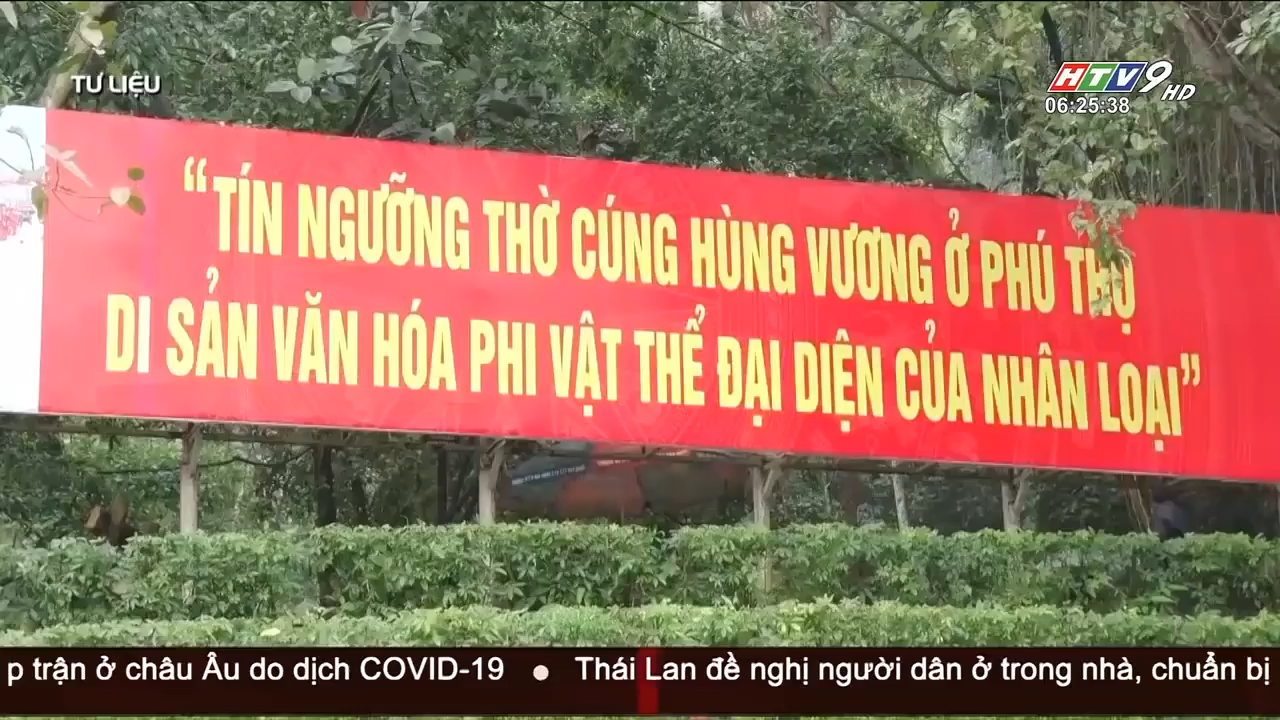 TƯ LIỆU
HTV9 HD
06:25:38
“TÍN NGƯỠNG THỜ CÚNG HÙNG VƯƠNG Ở PHÚ THỌ
DI SẢN VĂN HÓA PHI VẬT THỂ ĐẠI DIỆN CỦA NHÂN LOẠI”
p trận ở châu Âu do dịch COVID-19 ● Thái Lan đề nghị người dân ở trong nhà, chuẩn bị